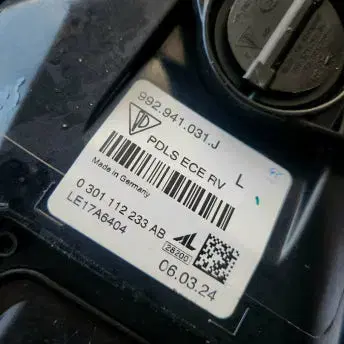 992.941.031.J
PDLS ECE RV L
Made in Germany
0 301 112 233 AB AL
LE17A6404 28200
06.03.24